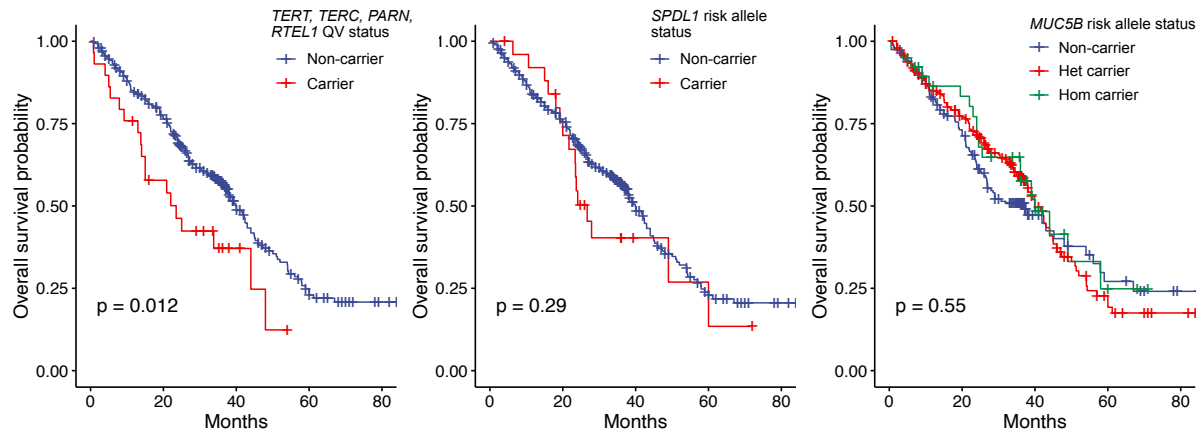 TERT, TERC, PARN,
RTEL1 QV status
Non-carrier
Carrier
Overall survival probability
1.00
0.75
0.50
0.25
0.00
p = 0.012
0 20 40 60 80
Months
SPDL1 risk allele
status
Non-carrier
Carrier
Overall survival probability
1.00
0.75
0.50
0.25
0.00
p = 0.29
0 20 40 60 80
Months
MUC5B risk allele status
Non-carrier
Het carrier
Hom carrier
Overall survival probability
1.00
0.75
0.50
0.25
0.00
p = 0.55
0 20 40 60 80
Months